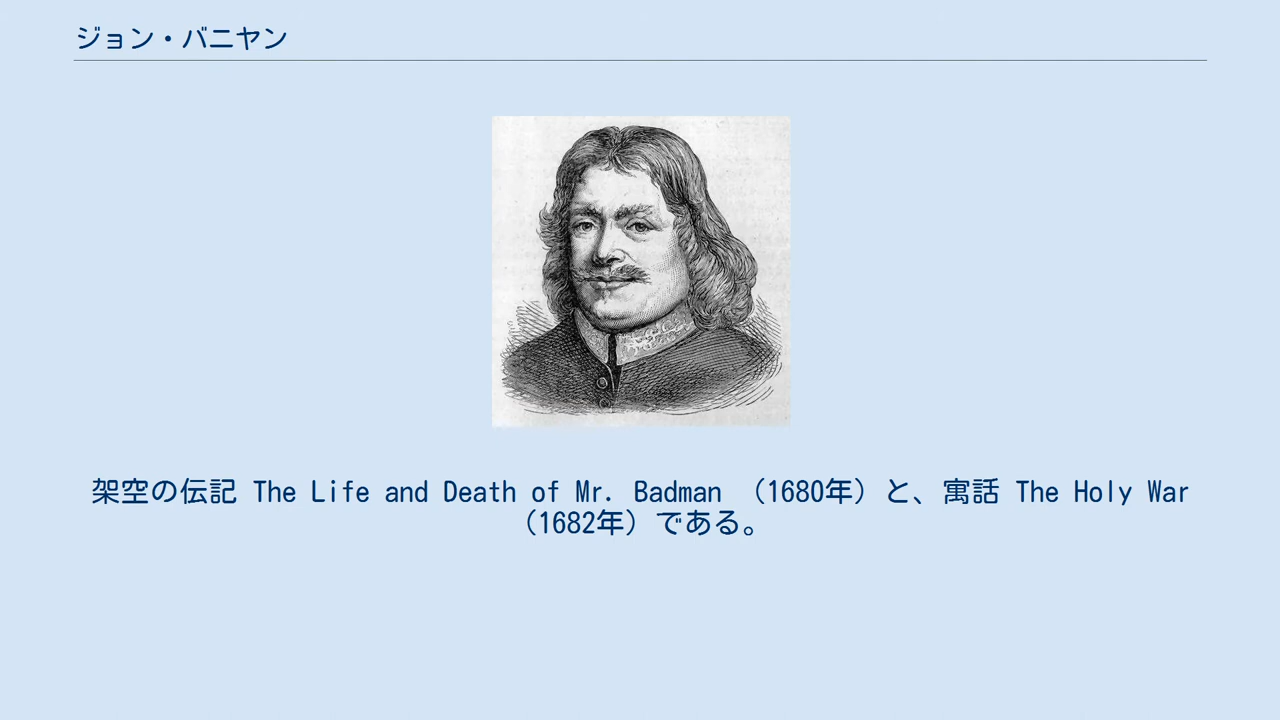 ジョン・バニヤン
架空の伝記 The Life and Death of Mr. Badman （1680年）と、寓話 The Holy War
（1682年）である。